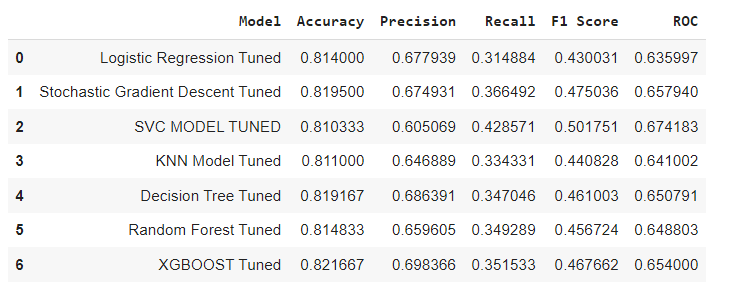 Model Accuracy Precision Recall F1 Score ROC
0 Logistic Regression Tuned 0.814000 0.677939 0.314884 0.430031 0.635997
1 Stochastic Gradient Descent Tuned 0.819500 0.674931 0.366492 0.475036 0.657940
2 SVC MODEL TUNED 0.810333 0.605069 0.428571 0.501751 0.674183
3 KNN Model Tuned 0.811000 0.646889 0.334331 0.440828 0.641002
4 Decision Tree Tuned 0.819167 0.686391 0.347046 0.461003 0.650791
5 Random Forest Tuned 0.814833 0.659605 0.349289 0.456724 0.648803
6 XGBOOST Tuned 0.821667 0.698366 0.351533 0.467662 0.654000